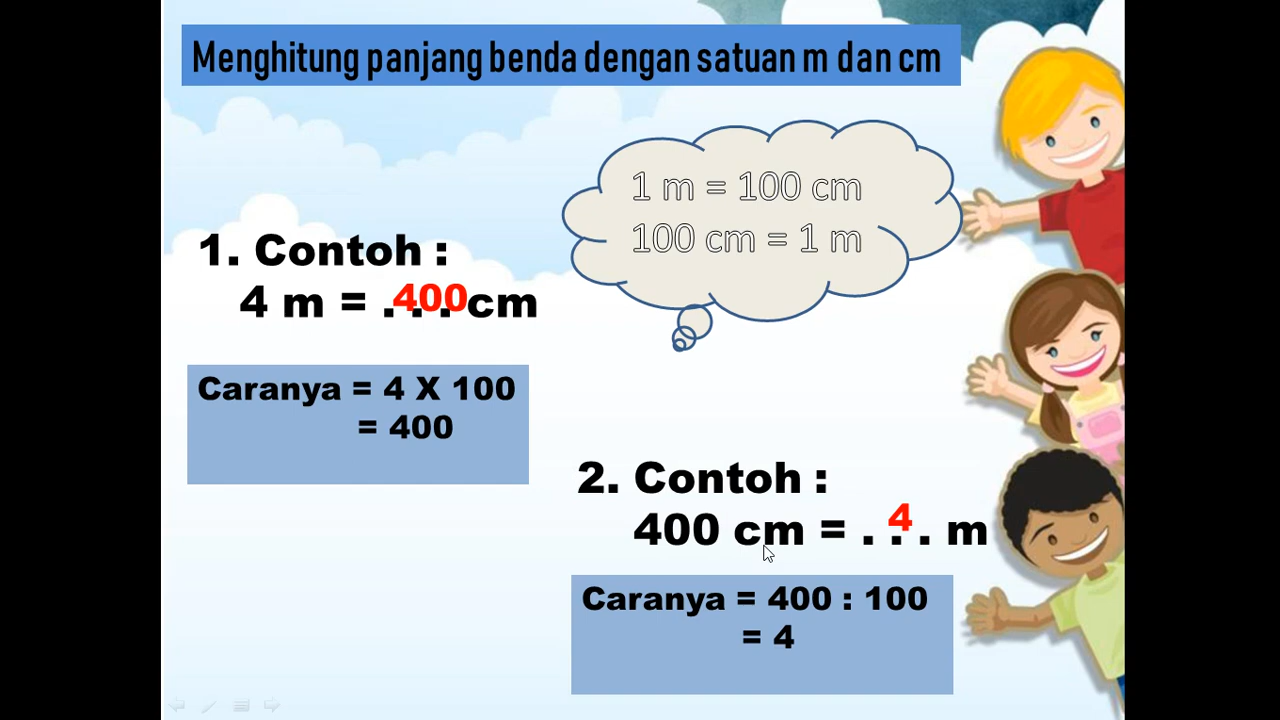 Menghitung panjang benda dengan satuan m dan cm
1 m = 100 cm
100 cm = 1 m
1. Contoh :
4 m = . . . 400 cm
Caranya = 4 X 100
= 400
2. Contoh :
400 cm = . . . 4 m
Caranya = 400 : 100
= 4